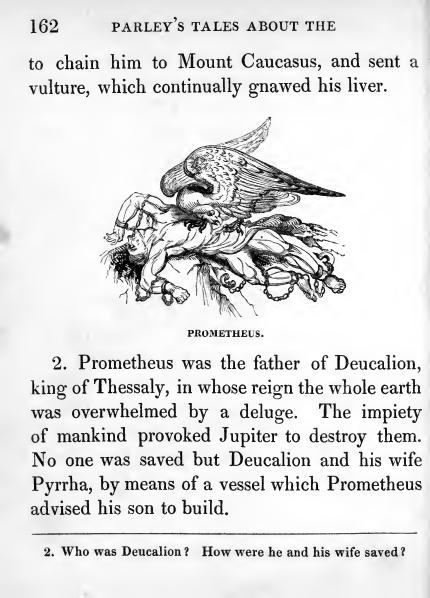 162 PARLEY'S TALES ABOUT THE
to chain him to Mount Caucasus, and sent a
vulture, which continually gnawed his liver.
PROMETHEUS.
2. Prometheus was the father of Deucalion,
king of Thessaly, in whose reign the whole earth
was overwhelmed by a deluge. The impiety
of mankind provoked Jupiter to destroy them.
No one was saved but Deucalion and his wife
Pyrrha, by means of a vessel which Prometheus
advised his son to build.
2. Who was Deucalion? How were he and his wife saved?